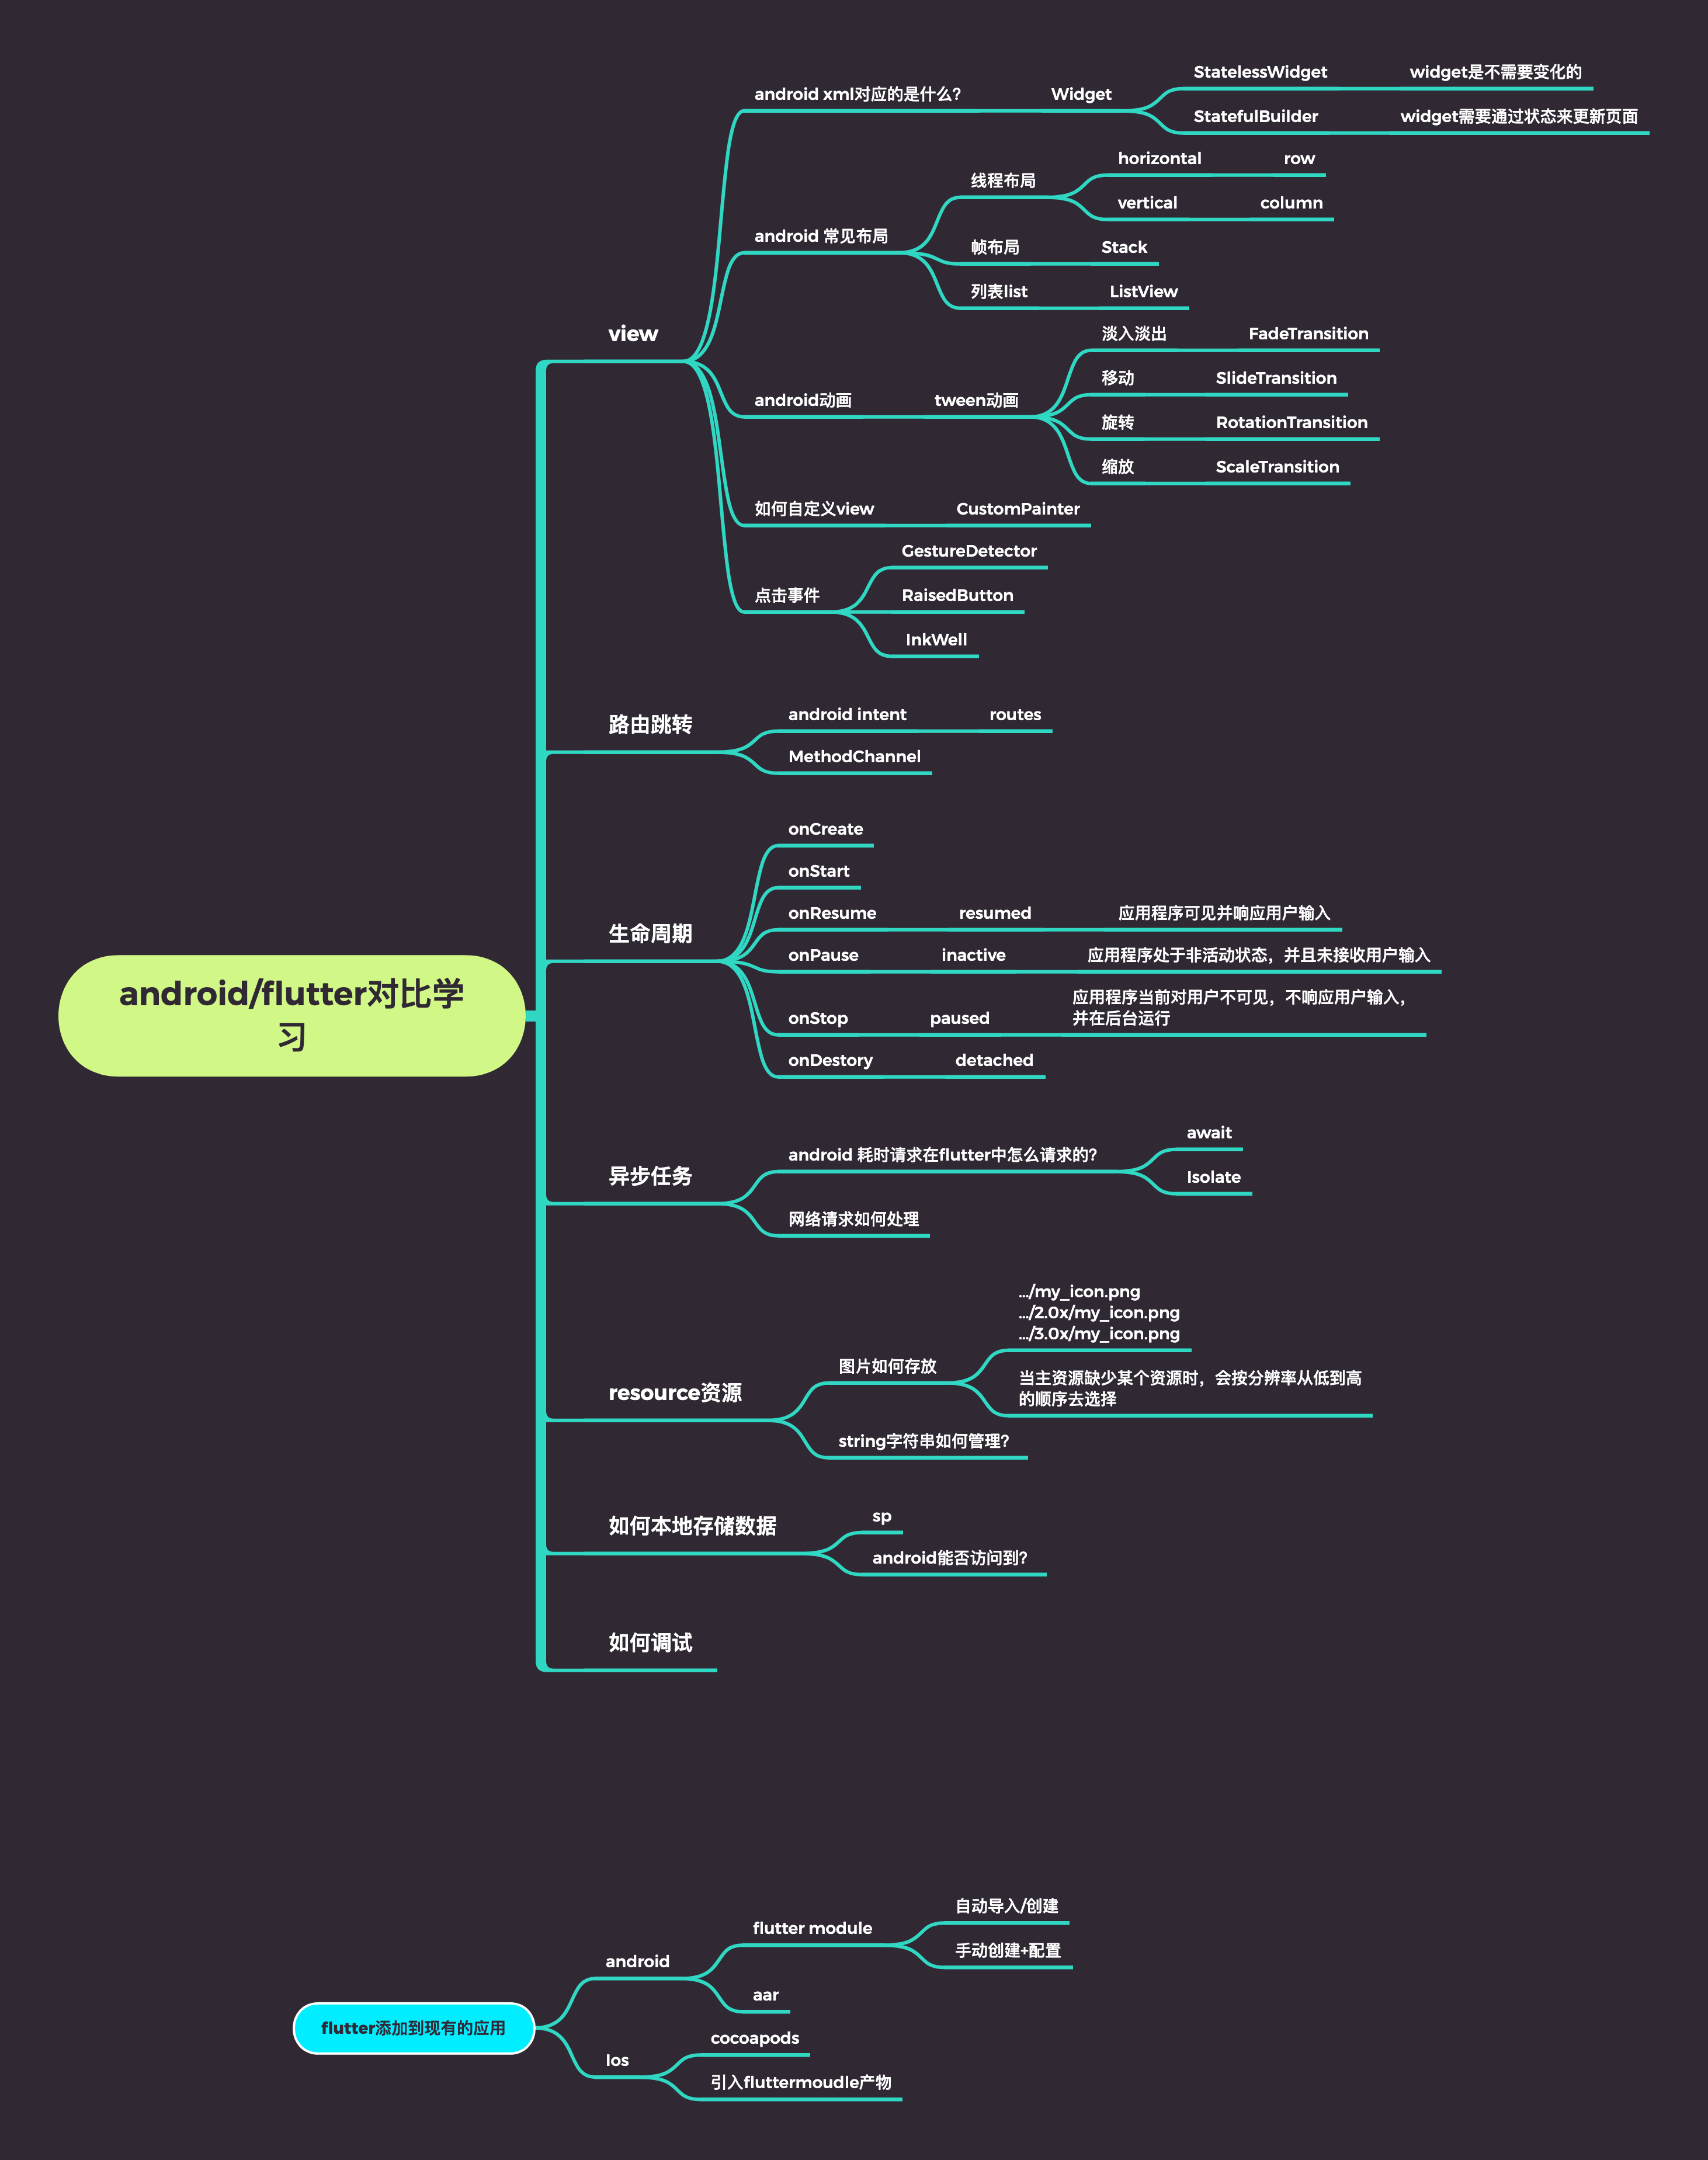 android/flutter对比学
习
view
android xml对应的是什么？
Widget
StatelessWidget
widget是不需要变化的
StatefulBuilder
widget需要通过状态来更新页面
android 常见布局
线程布局
horizontal
row
vertical
column
帧布局
Stack
列表list
ListView
android动画
tween动画
淡入淡出
FadeTransition
移动
SlideTransition
旋转
RotationTransition
缩放
ScaleTransition
如何自定义view
CustomPainter
点击事件
GestureDetector
RaisedButton
InkWell
路由跳转
android intent
routes
MethodChannel
生命周期
onCreate
onStart
onResume
resumed
应用程序可见并响应用户输入
onPause
inactive
应用程序处于非活动状态，并且未接收用户输入
onStop
paused
应用程序当前对用户不可见，不响应用户输入，
并在后台运行
onDestory
detached
异步任务
android 耗时请求在flutter中怎么请求的？
await
Isolate
网络请求如何处理
resource资源
图片如何存放
.../my_icon.png
.../2.0x/my_icon.png
.../3.0x/my_icon.png
当主资源缺少某个资源时，会按分辨率从低到高
的顺序去选择
string字符串如何管理？
如何本地存储数据
sp
android能否访问到？
如何调试
flutter添加到现有的应用
android
flutter module
自动导入/创建
手动创建+配置
aar
Ios
cocoapods
引入fluttermoudle产物